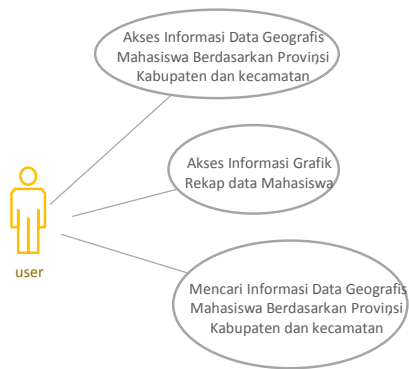 Akses Informasi Data Geografis
Mahasiswa Berdasarkan Provinsi
Kabupaten dan kecamatan
Akses Informasi Grafik
Rekap data Mahasiswa
user
Mencari Informasi Data Geografis
Mahasiswa Berdasarkan Provinsi
Kabupaten dan kecamatan